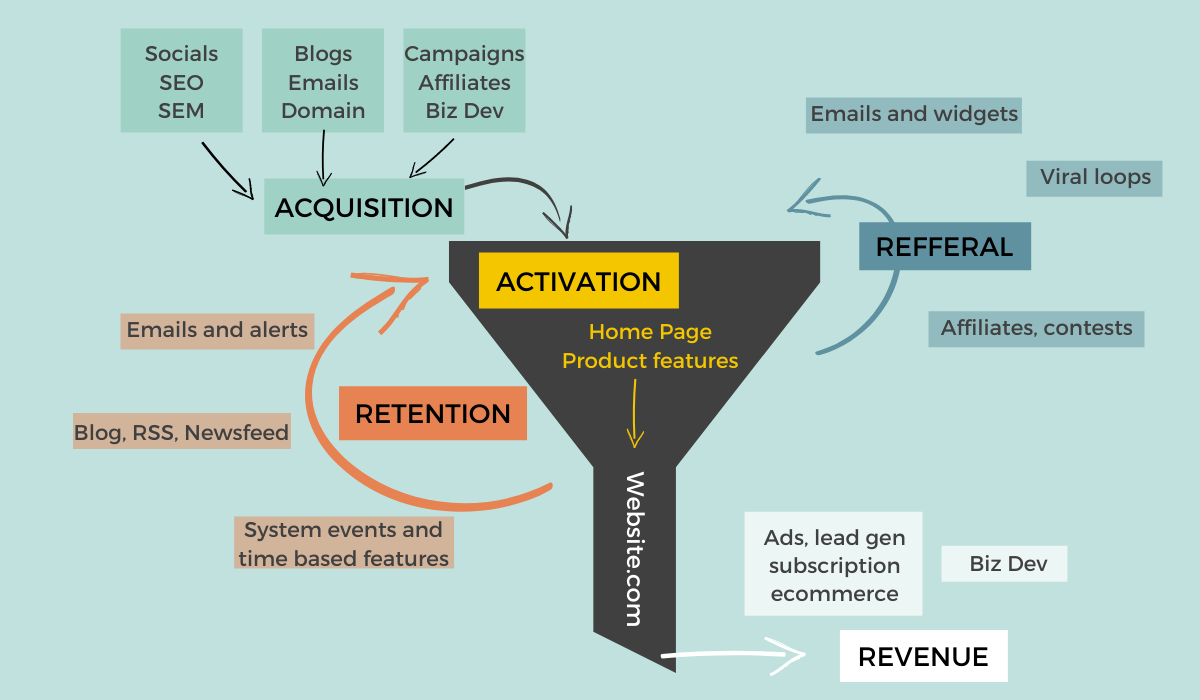 Socials
SEO
SEM
Blogs
Emails
Domain
Campaigns
Affiliates
Biz Dev
ACQUISITION
Emails and widgets
Viral loops
REFFERAL
Affiliates, contests
ACTIVATION
Home Page
Product features
Website.com
Emails and alerts
RETENTION
Blog, RSS, Newsfeed
System events and
time based features
Ads, lead gen
subscription
ecommerce
Biz Dev
REVENUE